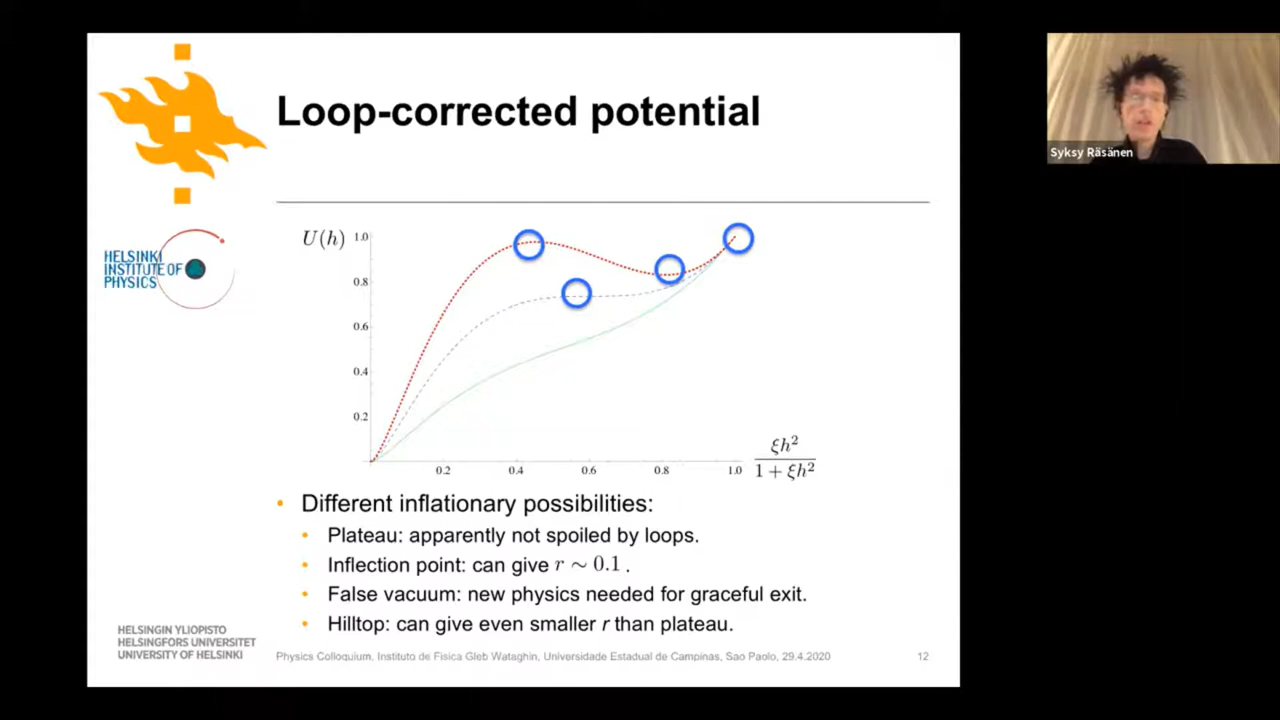 Loop-corrected potential
Syksy Räsänen
HELSINKI
INSTITUTE OF
PHYSICS
U(h)
1.0
0.8
0.6
0.4
0.2
0.2 0.4 0.6 0.8 1.0
ξh²
1 + ξh²
• Different inflationary possibilities:
• Plateau: apparently not spoiled by loops.
• Inflection point: can give r ∼ 0.1 .
• False vacuum: new physics needed for graceful exit.
• Hilltop: can give even smaller r than plateau.
HELSINGIN YLIOPISTO
HELSINGFORS UNIVERSITET
UNIVERSITY OF HELSINKI
Physics Colloquium, Instituto de Fisica Gleb Wataghin, Universidade Estadual de Campinas, Sao Paolo, 29.4.2020
12